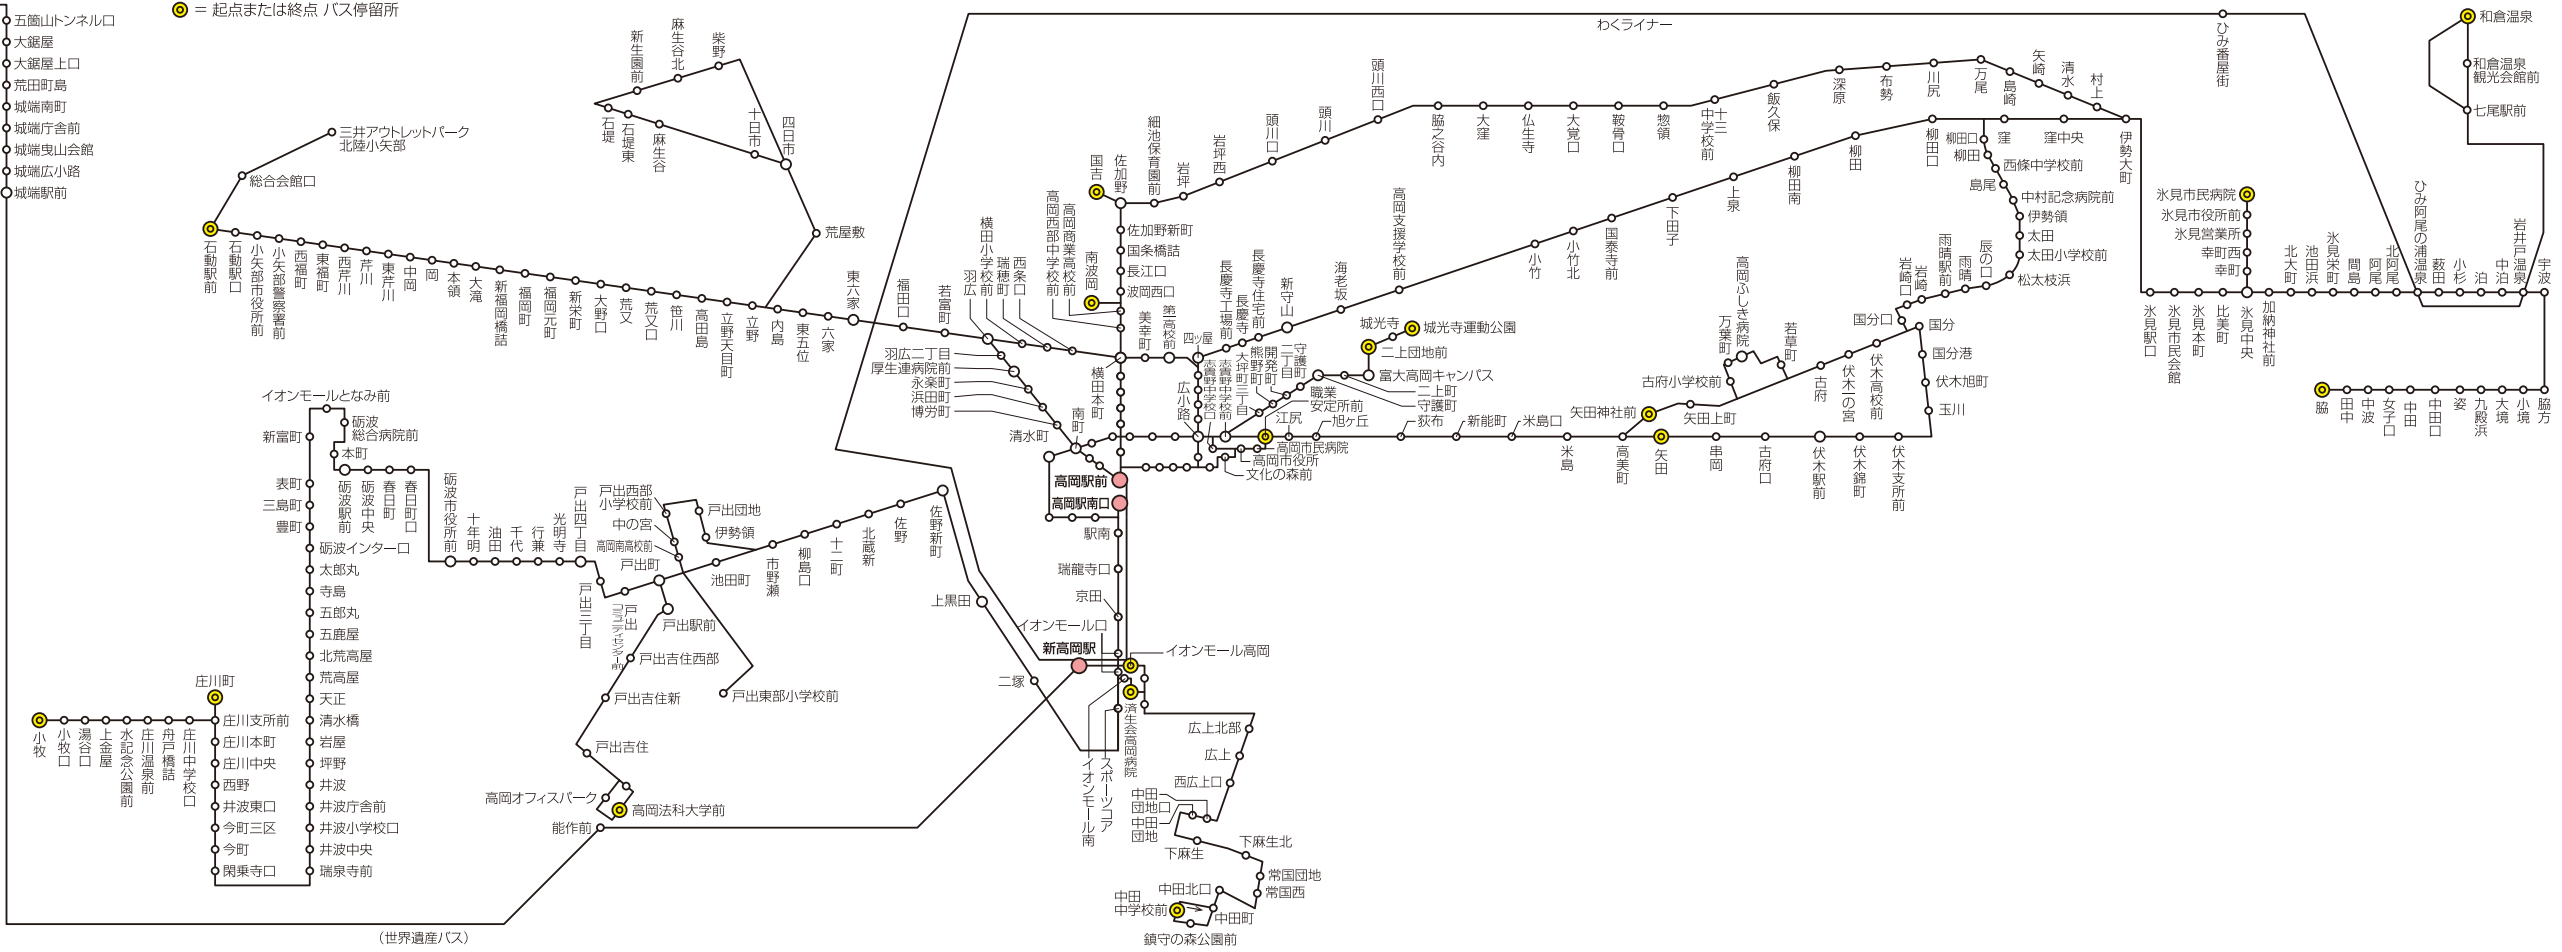 ＝ 起点または終点 バス停留所
五箇山トンネル口
大鋸屋
大鋸屋上口
荒田町島
城端南町
城端庁舎前
城端曳山会館
城端広小路
城端駅前
三井アウトレットパーク
北陸小矢部
総合会館口
石動駅前
石動駅口
小矢部市役所前
小矢部警察署前
西福町
東福町
西芹川
芹川
東芹川
中岡
岡
本領
大滝
新福岡橋詰
福岡町
福岡元町
新栄町
大野口
荒又
荒又口
笹川
高田島
立野天目町
立野
内島
東五位
六家
東六家
福田口
若富町
新生園前
麻生谷北
柴野
石堤
石堤東
麻生谷
十日市
四日市
荒屋敷
羽広
横田小学校前
瑞穂町
西条口
高岡西部中学校前
高岡商業高校前
南波岡
国吉
佐加野
細池保育園前
岩坪
岩坪西
頭川口
頭川
頭川西口
脇之谷内
大窪
仏生寺
大覚口
鞍骨口
惣領
十三
中学校前
飯久保
深原
布勢
川尻
万尾
島崎
矢崎
清水
村上
わくライナー
ひみ番屋街
和倉温泉
和倉温泉
観光会館前
七尾駅前
佐加野新町
国条橋詰
長江口
波岡西口
美幸町
第一高校前
四ッ屋
長慶寺工場前
長慶寺
長慶寺住宅前
新守山
海老坂
高岡支援学校前
小竹
小竹北
国泰寺前
下田子
上泉
柳田南
柳田
柳田口
窪
窪中央
伊勢大町
柳田口
柳田
西條中学校前
島尾
中村記念病院前
伊勢領
太田
太田小学校前
松太枝浜
辰の口
雨晴
雨晴駅前
岩崎
岩崎口
国分口
国分
国分港
伏木旭町
玉川
氷見市民病院
氷見市役所前
氷見営業所
幸町西
幸町
氷見駅口
氷見市民会館
氷見本町
比美町
氷見中央
加納神社前
北大町
池田浜
氷見栄町
間島
阿尾
北阿尾
ひみ阿尾の浦温泉
薮田
小杉
泊
中泊
岩井戸温泉
宇波
脇
田中
中波
女子口
中田
中田口
姿
九殿浜
大境
小境
脇方
羽広二丁目
厚生連病院前
永楽町
浜田町
博労町
横田本町
南町
清水町
広小路
志貴野中学校口
志貴野中学校前
大坪町三丁目
熊野町
開発町
二丁目
守護町
職業
安定所前
江尻
城光寺
城光寺運動公園
二上団地前
富大高岡キャンパス
二上町
守護町
旭ヶ丘
荻布
新能町
米島口
米島
高美町
矢田
串岡
古府口
伏木駅前
伏木錦町
伏木支所前
矢田神社前
矢田上町
古府小学校前
万葉町
高岡ふしき病院
若草町
古府
伏木一の宮
伏木高校前
高岡市民病院
高岡市役所
文化の森前
高岡駅前
高岡駅南口
駅南
瑞龍寺口
京田
イオンモール口
新高岡駅
イオンモール高岡
イオンモール南
スポーツコア
済生会高岡病院
イオンモールとなみ前
砺波
総合病院前
新富町
本町
表町
三島町
豊町
砺波駅前
砺波中央
春日町
春日町口
砺波市役所前
十年明
油田
千代
行兼
光明寺
戸出四丁目
戸出三丁目
戸出
コミュニティセンター前
戸出町
戸出駅前
戸出西部
小学校前
中の宮
高岡南高校前
戸出団地
伊勢領
池田町
市野瀬
柳島口
十二町
北蔵新
佐野
佐野新町
上黒田
二塚
戸出東部小学校前
戸出吉住西部
戸出吉住新
戸出吉住
高岡オフィスパーク
高岡法科大学前
能作前
砺波インター口
太郎丸
寺島
五郎丸
五鹿屋
北荒高屋
荒高屋
天正
清水橋
岩屋
坪野
井波
井波庁舎前
井波小学校口
井波中央
瑞泉寺前
庄川町
小牧
小牧口
湯谷口
上金屋
水記念公園前
庄川温泉前
舟戸橋詰
庄川中学校口
庄川支所前
庄川本町
庄川中央
西野
井波東口
今町三区
今町
閑乗寺口
広上北部
広上
西広上口
中田
団地口
中田
団地
下麻生
下麻生北
常国団地
常国西
中田北口
中田
中学校前
中田町
鎮守の森公園前
（世界遺産バス）